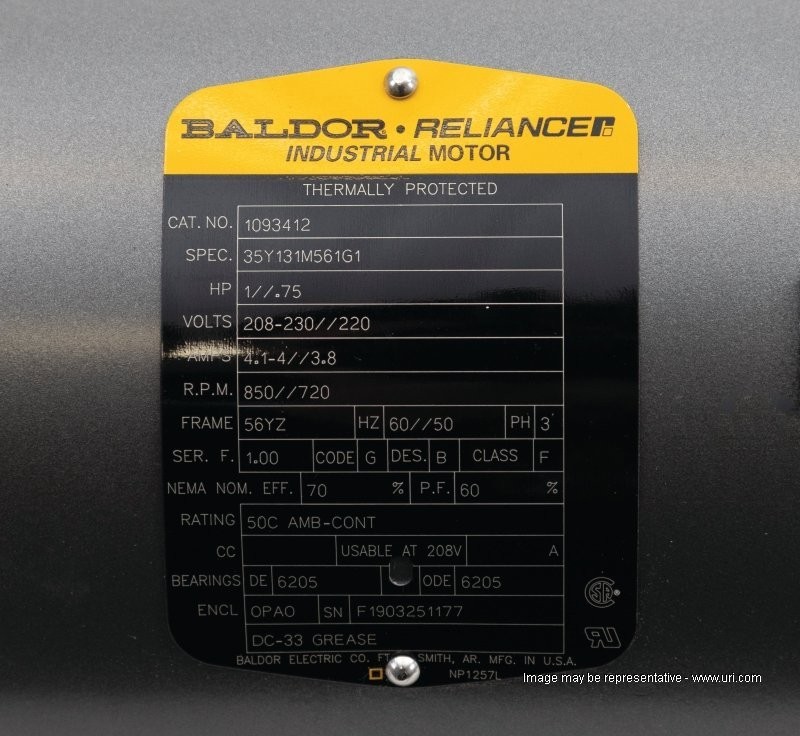 BALDOR • RELIANCE
INDUSTRIAL MOTOR
THERMALLY PROTECTED
CAT. NO. 1093412
SPEC. 35Y131M561G1
HP 1//.75
VOLTS 208-230//220
AMPS 4.1-4//3.8
R.P.M. 850//720
FRAME 56YZ HZ 60//50 PH 3
SER. F. 1.00 CODE G DES. B CLASS F
NEMA NOM. EFF. 70 % P.F. 60 %
RATING 50C AMB-CONT
CC USABLE AT 208V A
BEARINGS DE 6205 ODE 6205
ENCL OPAO SN F1903251177
DC-33 GREASE
BALDOR ELECTRIC CO. FT. SMITH, AR. MFG. IN U.S.A.
NP1257L
Image may be representative - www.uri.com